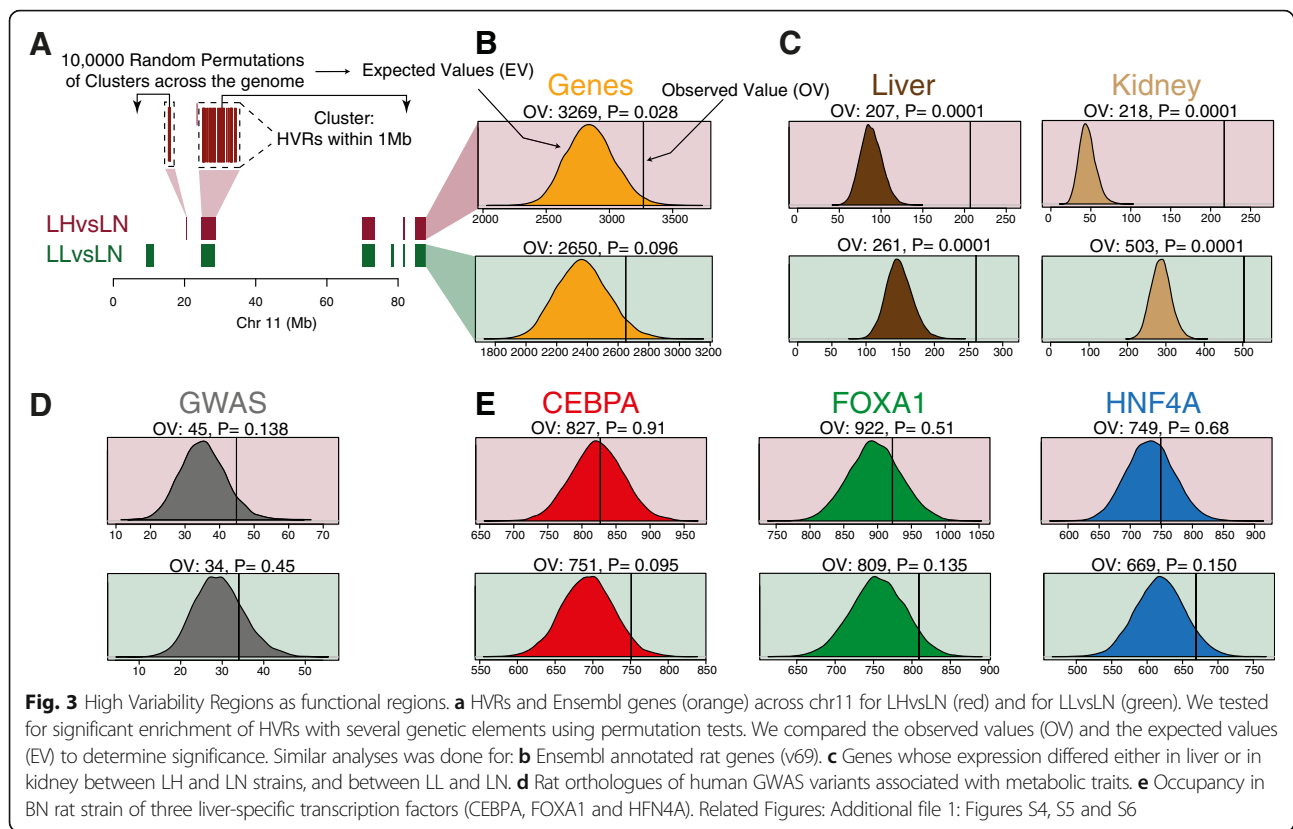 A
10,0000 Random Permutations
of Clusters across the genome
Expected Values (EV)
Cluster:
HVRs within 1Mb
LHvsLN
LLvsLN
0 20 40 60 80
Chr 11 (Mb)
B
Genes
Observed Value (OV)
OV: 3269, P= 0.028
2000 2500 3000 3500
OV: 2650, P= 0.096
1800 2000 2200 2400 2600 2800 3000 3200
C
Liver
OV: 207, P= 0.0001
0 50 100 150 200 250
OV: 261, P= 0.0001
0 50 100 150 200 250 300
Kidney
OV: 218, P= 0.0001
0 50 100 150 200 250
OV: 503, P= 0.0001
0 100 200 300 400 500
D
GWAS
OV: 45, P= 0.138
10 20 30 40 50 60 70
OV: 34, P= 0.45
10 20 30 40 50
E
CEBPA
OV: 827, P= 0.91
650 700 750 800 850 900 950
OV: 751, P= 0.095
550 600 650 700 750 800 850
FOXA1
OV: 922, P= 0.51
750 800 850 900 950 1000 1050
OV: 809, P= 0.135
650 700 750 800 850 900
HNF4A
OV: 749, P= 0.68
600 650 700 750 800 850 900
OV: 669, P= 0.150
500 550 600 650 700 750
Fig. 3 High Variability Regions as functional regions. a HVRs and Ensembl genes (orange) across chr11 for LHvsLN (red) and for LLvsLN (green). We tested
for significant enrichment of HVRs with several genetic elements using permutation tests. We compared the observed values (OV) and the expected values
(EV) to determine significance. Similar analyses was done for: b Ensembl annotated rat genes (v69). c Genes whose expression differed either in liver or in
kidney between LH and LN strains, and between LL and LN. d Rat orthologues of human GWAS variants associated with metabolic traits. e Occupancy in
BN rat strain of three liver-specific transcription factors (CEBPA, FOXA1 and HFN4A). Related Figures: Additional file 1: Figures S4, S5 and S6